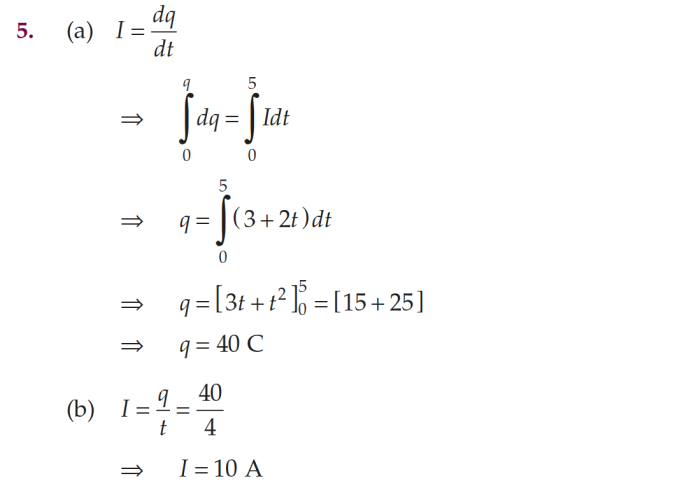 5. (a) I = dq/dt
⇒ ∫₀^q dq = ∫₀^5 Idt
⇒ q = ∫₀^5 (3 + 2t) dt
⇒ q = [3t + t²]₀^5 = [15 + 25]
⇒ q = 40 C
(b) I = q/t = 40/4
⇒ I = 10 A